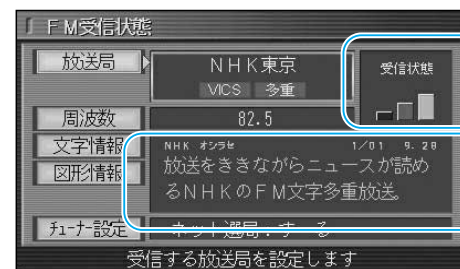 FM受信状態
放送局
NHK東京
VICS 多重
受信状態
周波数
82.5
文字情報
図形情報
NHK オシラセ 1/01 9.28
放送をききながらニュースが読め
るNHKのFM文字多重放送。
チューナー設定
ネット選局:する
受信する放送局を設定します